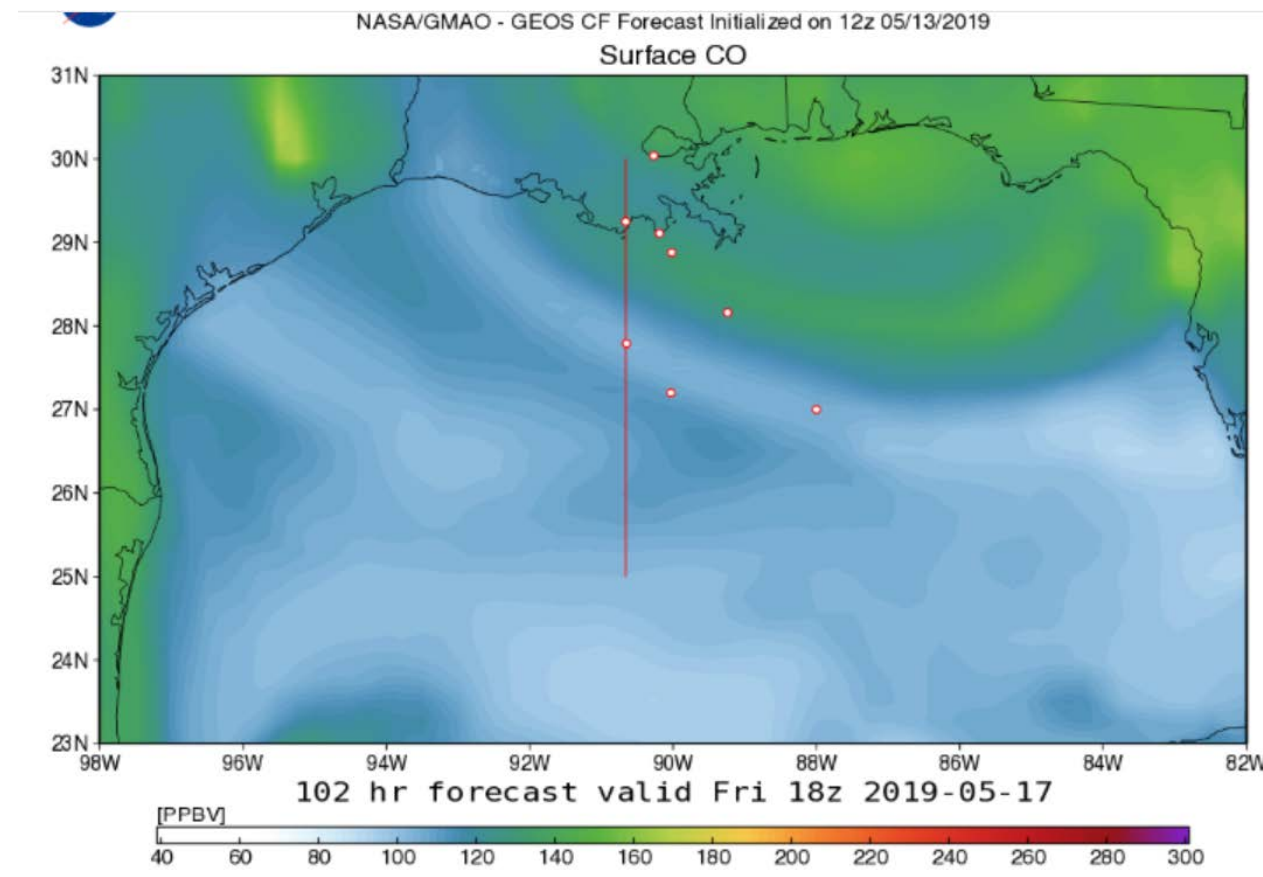 NASA/GMAO - GEOS CF Forecast Initialized on 12z 05/13/2019
Surface CO
31N
30N
29N
28N
27N
26N
25N
24N
23N
98W 96W 94W 92W 90W 88W 86W 84W 82W
102 hr forecast valid Fri 18z 2019-05-17
[PPBV]
40 60 80 100 120 140 160 180 200 220 240 260 280 300